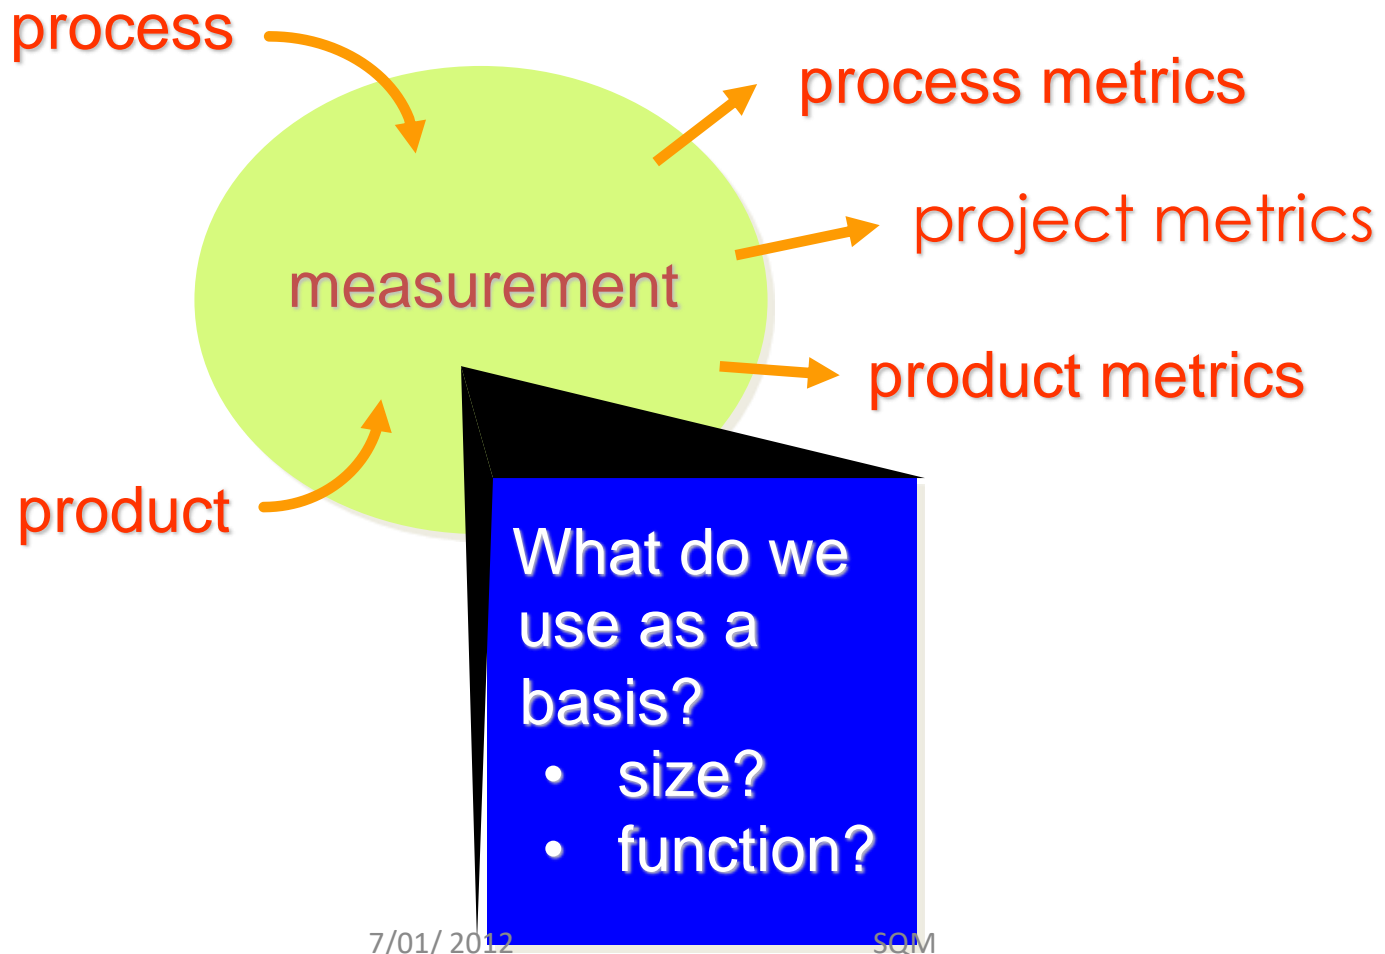 process
process metrics
project metrics
measurement
product metrics
product
What do we
use as a
basis?
• size?
• function?
7/01/ 2012
SQM